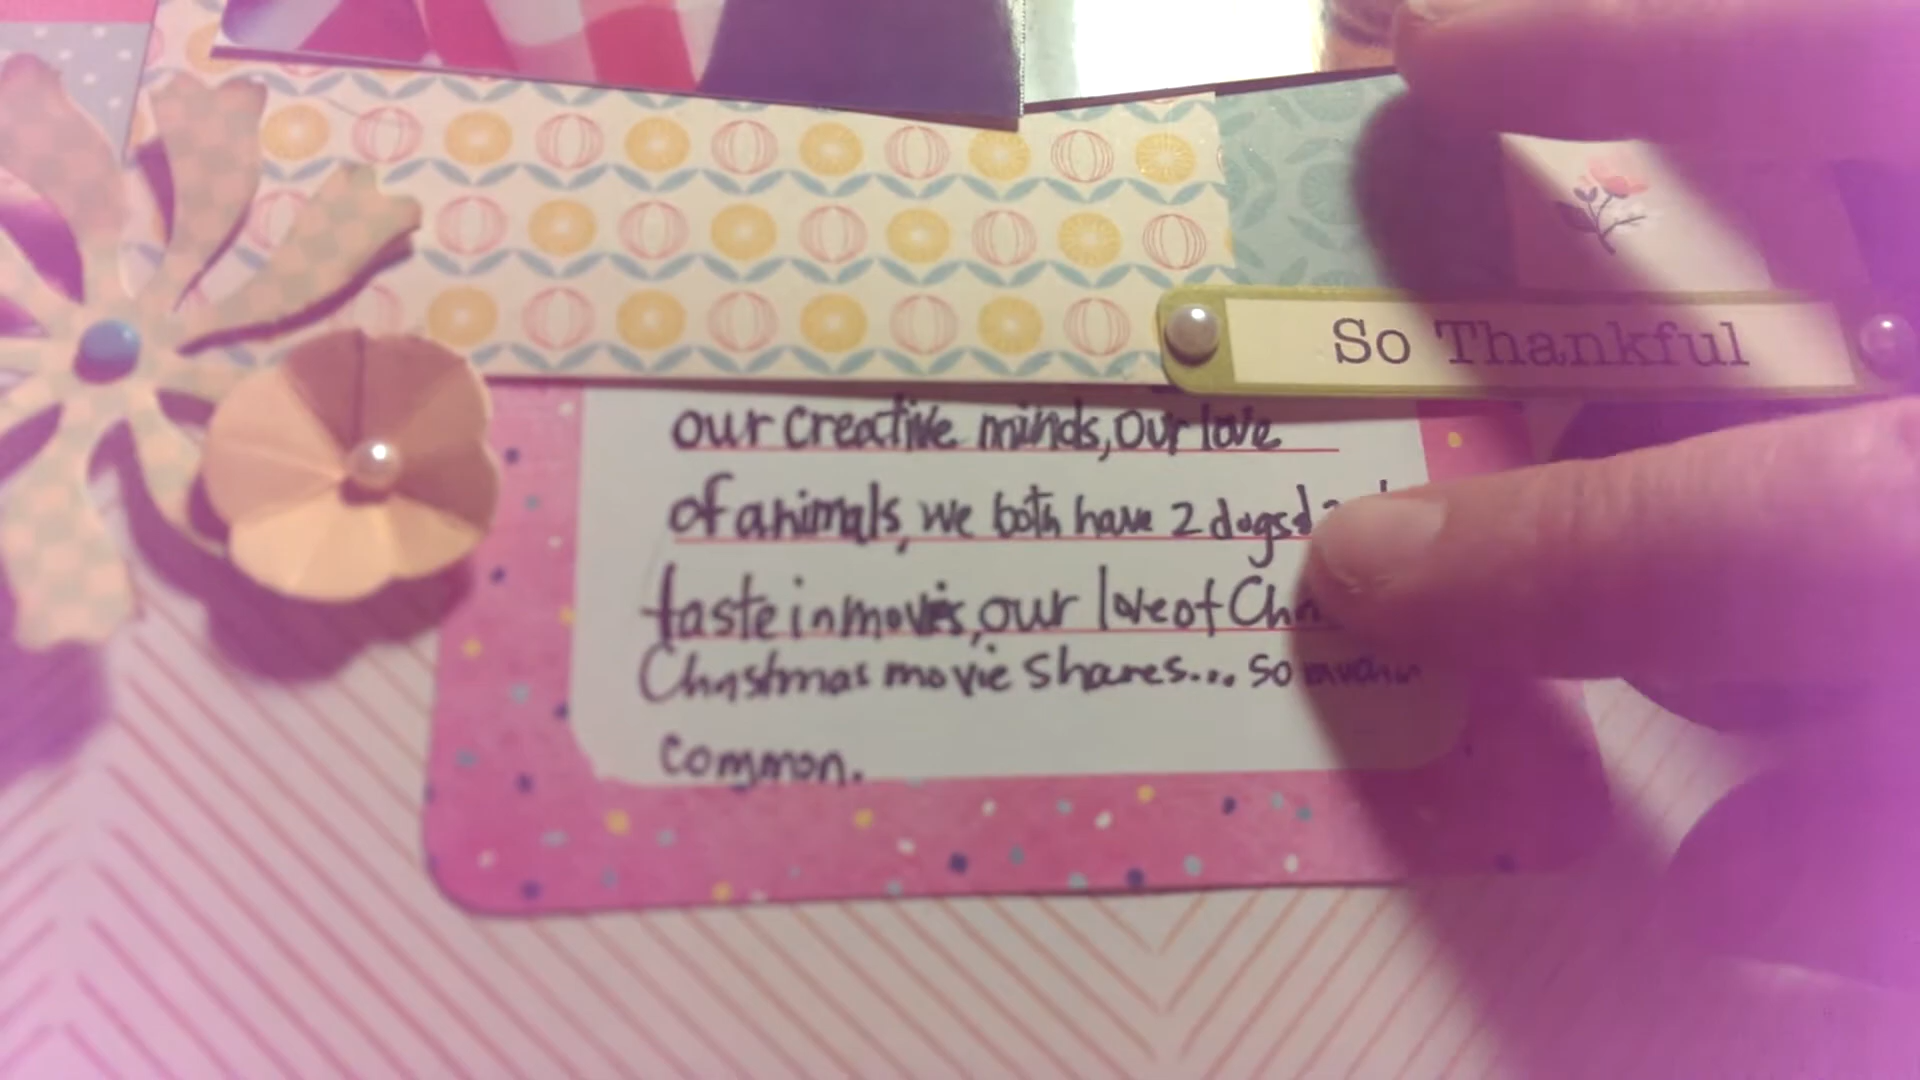 So Thankful
our creative minds, Our love
of animals, we both have 2 dogs
taste in movies, our love of
Christmas movie shares... so
common.